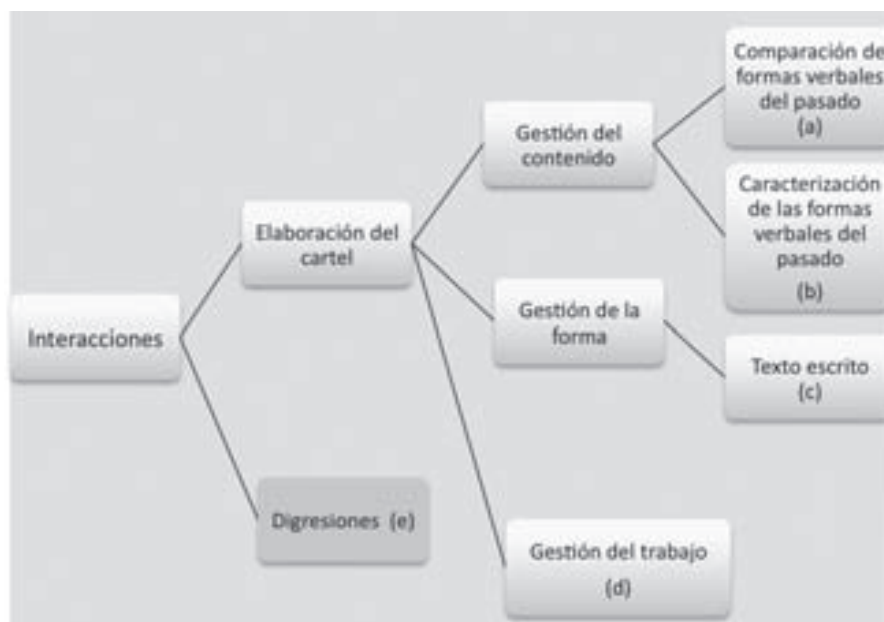 Comparación de
formas verbales
del pasado
(a)
Gestión del
contenido
Caracterización
de las formas
verbales del
pasado
(b)
Elaboración del
cartel
Interacciones
Gestión de la
forma
Texto escrito
(c)
Digresiones (e)
Gestión del trabajo
(d)